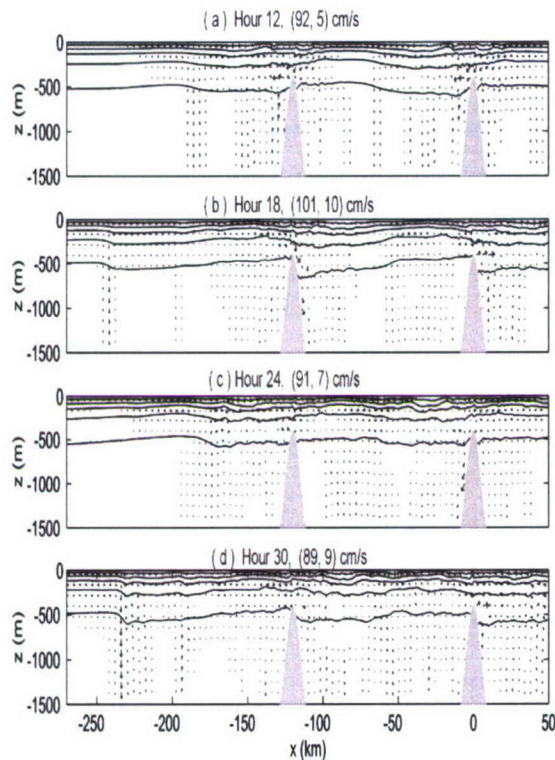 ( a ) Hour 12, (92, 5) cm/s
0
-500
-1000
-1500
z (m)
( b ) Hour 18, (101, 10) cm/s
0
-500
-1000
-1500
z (m)
( c ) Hour 24, (91, 7) cm/s
0
-500
-1000
-1500
z (m)
( d ) Hour 30, (89, 9) cm/s
0
-500
-1000
-1500
z (m)
-250 -200 -150 -100 -50 0 50
x (km)